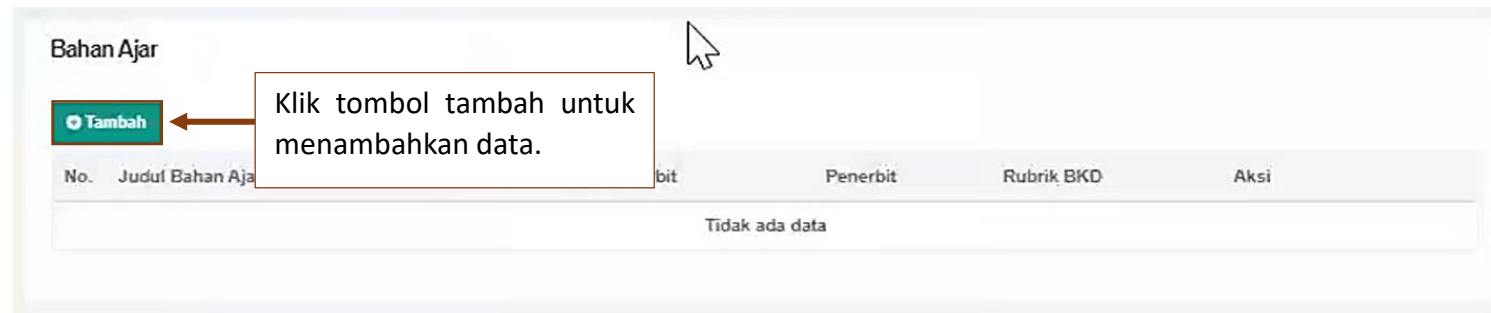 Bahan Ajar
Tambah
Klik tombol tambah untuk
menambahkan data.
No. Judul Bahan Aja bit Penerbit Rubrik BKD Aksi
Tidak ada data